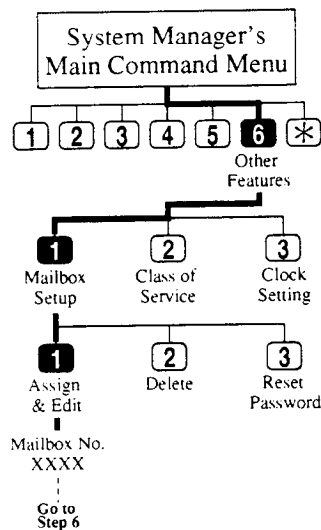 System Manager's
Main Command Menu
1 2 3 4 5 6 *
Other
Features
1 2 3
Mailbox Setup Class of Service Clock Setting
1 2 3
Assign & Edit Delete Reset Password
Mailbox No.
XXXX
Go to
Step 6